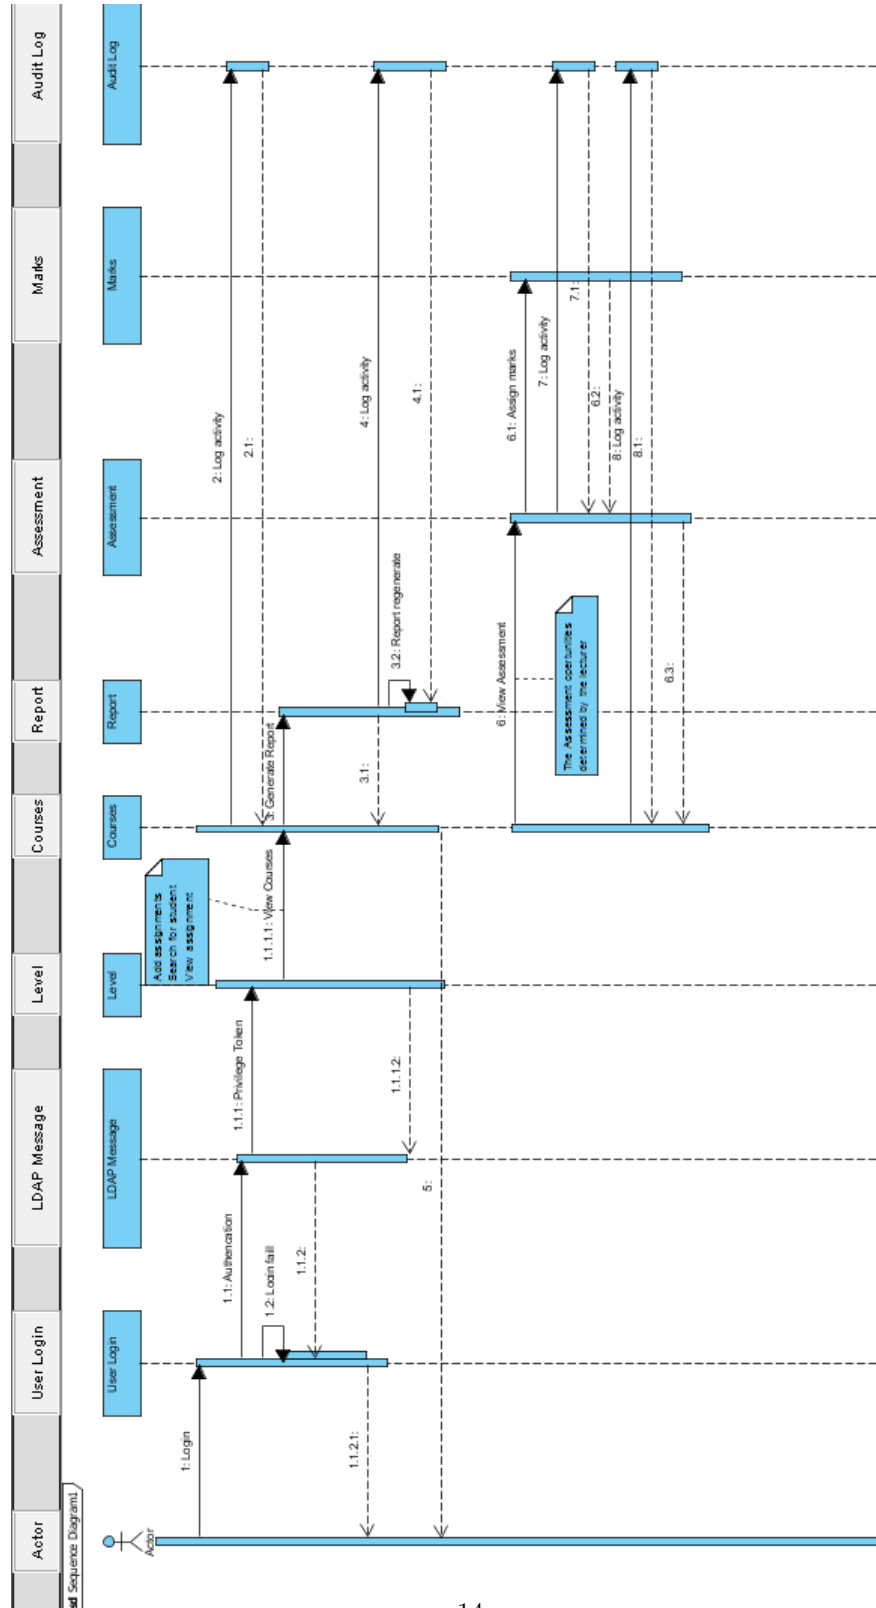 Actor
User Login
LDAP Message
Level
Courses
Report
Assessment
Marks
Audit Log
sd Sequence Diagram1
Actor
User Login
LDAP Message
Level
Courses
Report
Assessment
Marks
Audit Log
1: Login
1.1: Authencation
1.2: Login faill
1.1.2:
1.1.2.1:
1.1.1: Privilege Token
1.1.1.2:
5:
Add assignments
Search for student
View assignment
1.1.1.1: View Courses
2: Log activity
2.1:
3: Generate Report
3.1:
3.2: Report regenerate
4: Log activity
4.1:
6: View Assessment
The Assessment opertunities
determined by the lecturer
6.1: Assign marks
7: Log activity
7.1:
6.2:
8: Log activity
8.1:
6.3: